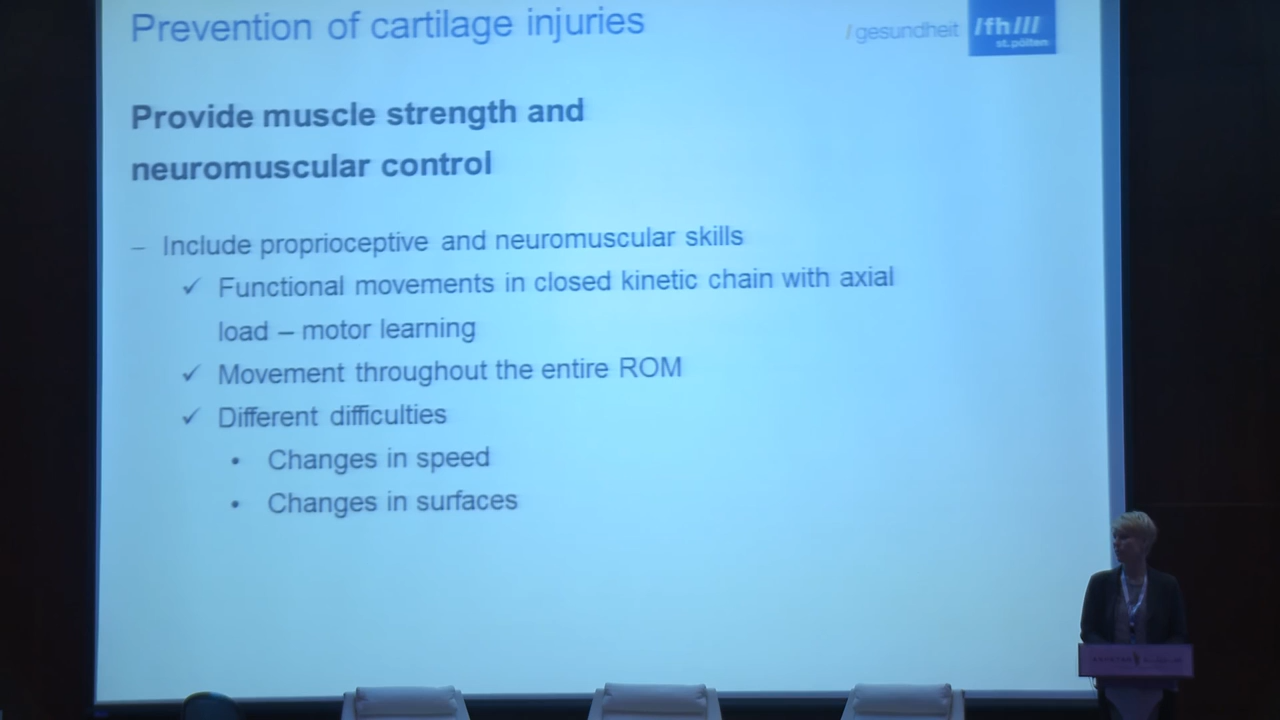 Prevention of cartilage injuries
/ gesundheit
/fh///
st.pölten
Provide muscle strength and
neuromuscular control
– Include proprioceptive and neuromuscular skills
✓ Functional movements in closed kinetic chain with axial
load – motor learning
✓ Movement throughout the entire ROM
✓ Different difficulties
• Changes in speed
• Changes in surfaces